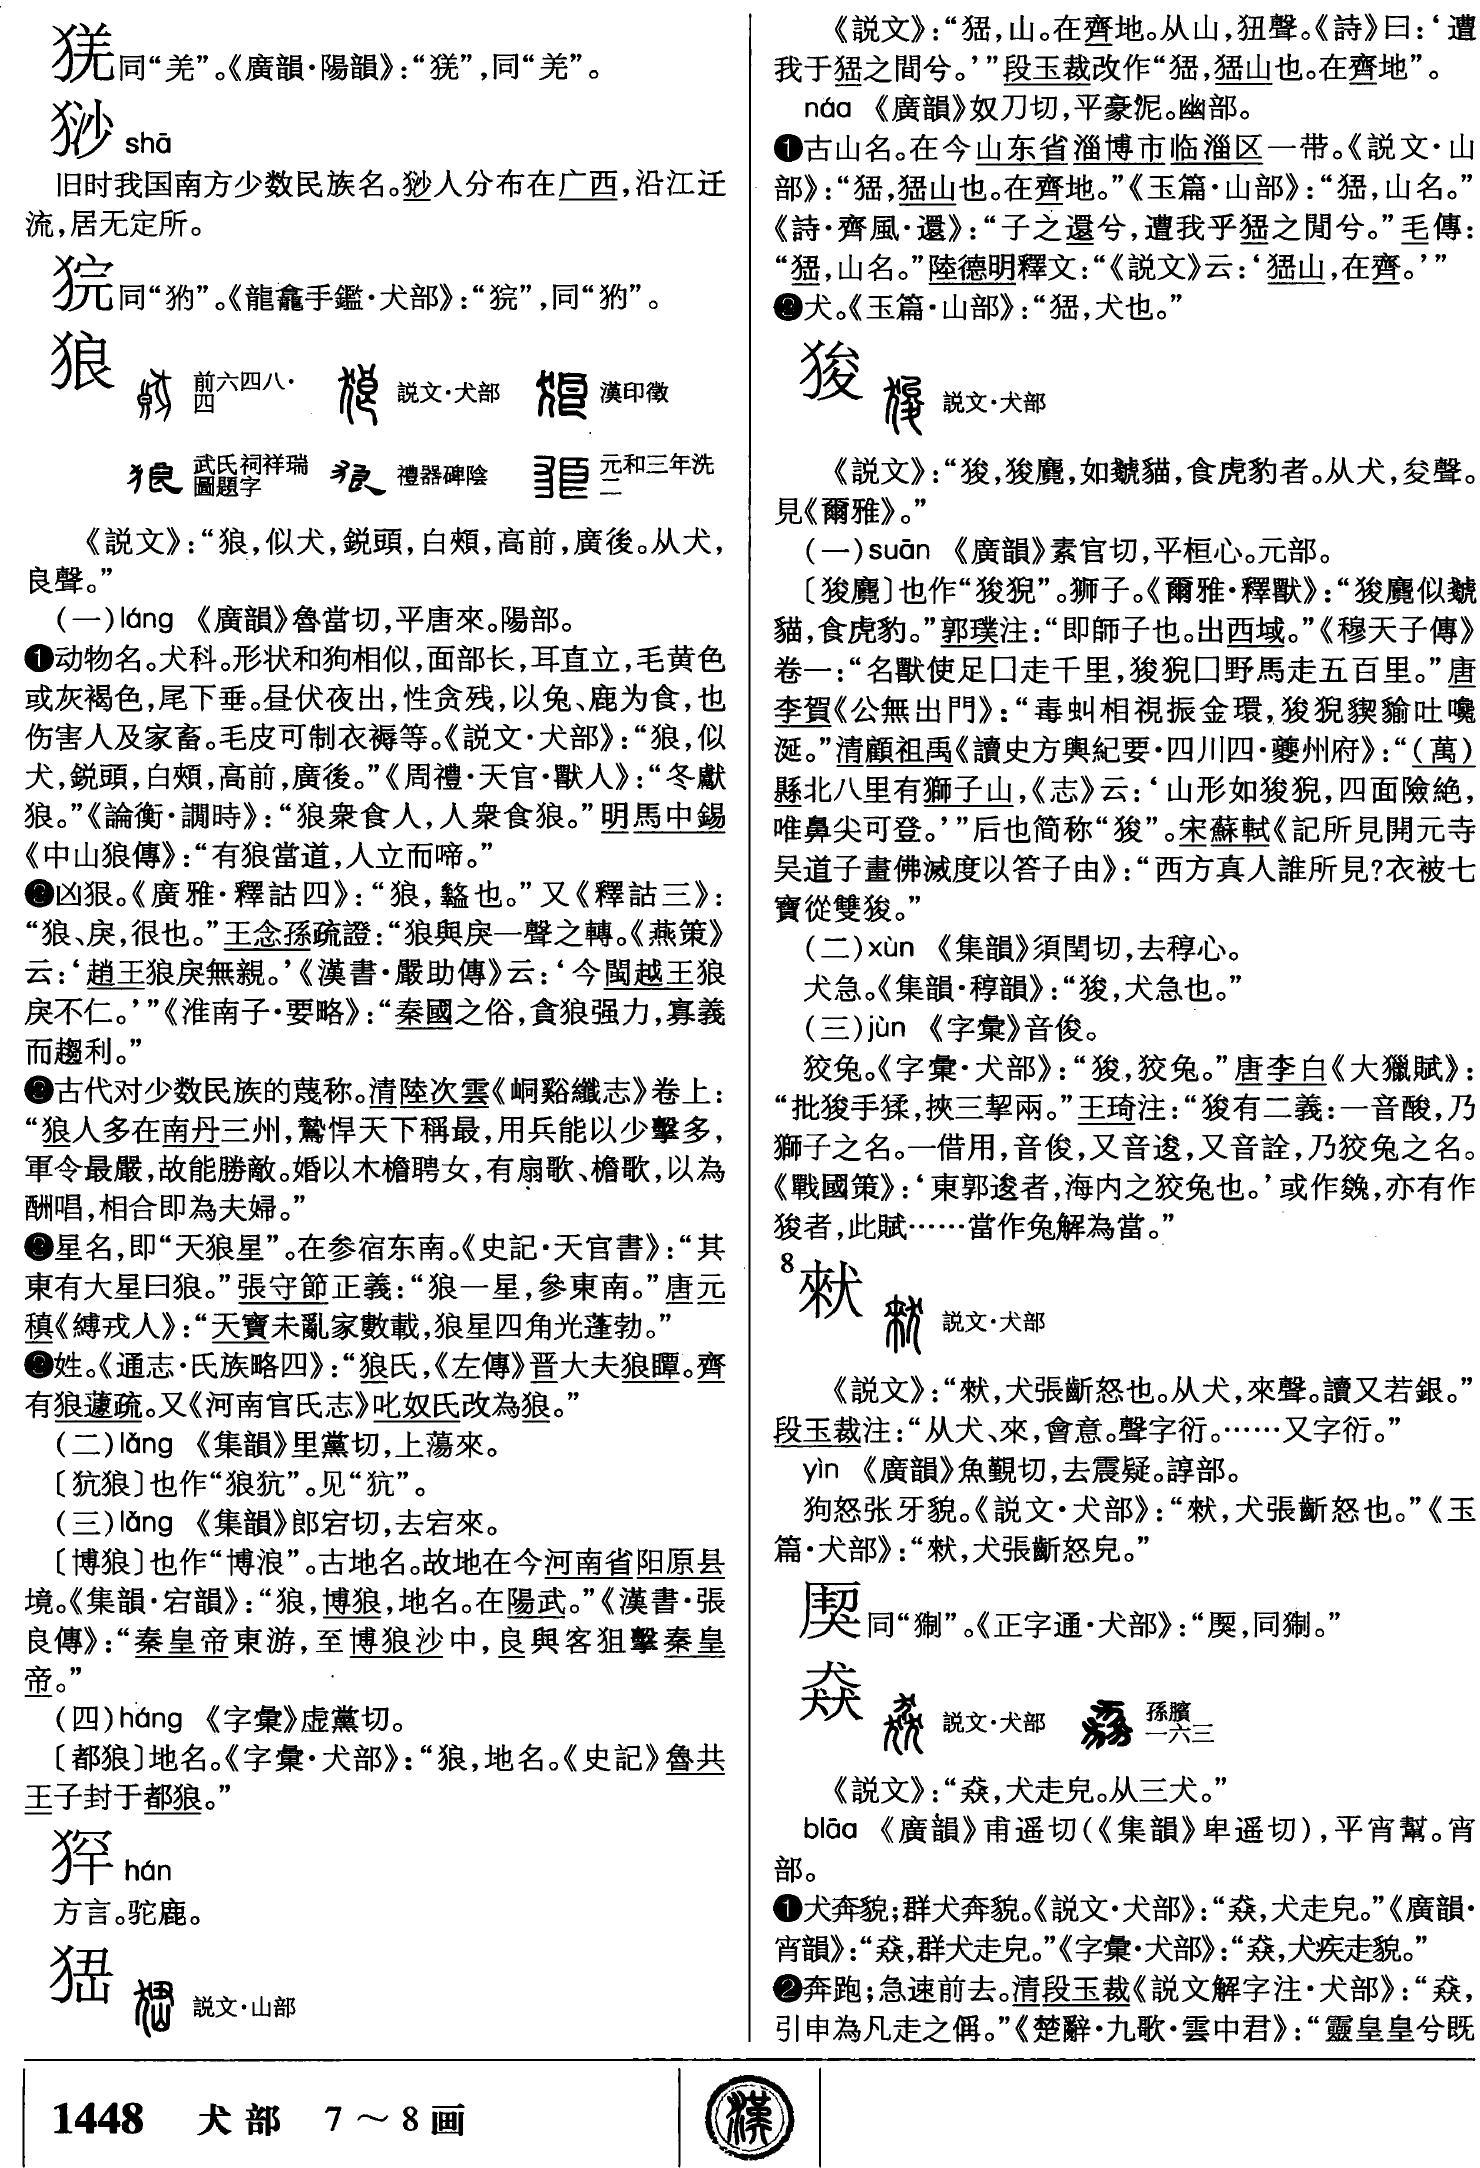 㹽同“羌”。《廣韻·陽韻》:“㹽”,同“羌”。
shā
旧时我国南方少数民族名。人分布在广西,沿江迁
流,居无定所。
同“㹠”。《龍龕手鑑·犬部》:
狼
前六四八·
四
説文·犬部
漢印徵
武氏祠祥瑞
圖題字
禮器碑陰
元和三年洗
二
《説文》:“狼,似犬,鋭頭,白頰,高前,廣後。从犬,
良聲。”
(一)láng 《廣韻》魯當切,平唐來。陽部。
❶动物名。犬科。形状和狗相似,面部长,耳直立,毛黄色
或灰褐色,尾下垂。昼伏夜出,性贪残,以兔、鹿为食,也
伤害人及家畜。毛皮可制衣褥等。《説文·犬部》:“狼,似
犬,鋭頭,白頰,高前,廣後。”《周禮·天官·獸人》:“冬獻
狼。”《論衡·譋時》:“狼衆食人,人衆食狼。”明馬中錫
《中山狼傳》:“有狼當道,人立而啼。”
❷凶狠。《廣雅·釋詁四》:“狼,盭也。”又《釋詁三》:
“狼、戾,很也。”王念孫疏證:“狼與戾一聲之轉。《燕策》
云:‘趙王狼戾無親。’《漢書·嚴助傳》云:‘今閩越王狼
戾不仁。’”《淮南子·要略》:“秦國之俗,貪狼强力,寡義
而趨利。”
❷古代对少数民族的蔑称。清陸次雲《峒谿纖志》卷上:
“狼人多在南丹三州,鷙悍天下稱最,用兵能以少擊多,
軍令最嚴,故能勝敵。婚以木檐聘女,有扇歌、檐歌,以為
酬唱,相合即為夫婦。”
❷星名,即“天狼星”。在参宿东南。《史記·天官書》:“其
東有大星曰狼。”張守節正義:“狼一星,參東南。”唐元
稹《縛戎人》:“天寶未亂家數載,狼星四角光蓬勃。”
❷姓。《通志·氏族略四》:“狼氏,《左傳》晋大夫狼瞫。齊
有狼蘧疏。又《河南官氏志》叱奴氏改為狼。”
(二)lǎng 《集韻》里黨切,上蕩來。
〔㹧狼〕也作“狼㹧”。见“㹧”。
(三)lǎng 《集韻》郎宕切,去宕來。
〔博狼〕也作“博浪”。古地名。故地在今河南省阳原县
境。《集韻·宕韻》:“狼,博狼,地名。在陽武。”《漢書·張
良傳》:“秦皇帝東游,至博狼沙中,良與客狙擊秦皇
帝。”
(四)háng 《字彙》虚黨切。
〔都狼〕地名。《字彙·犬部》:“狼,地名。《史記》魯共
王子封于都狼。”
㹾 hán
方言。驼鹿。
峱
説文·山部
《説文》:“峱,山。在齊地。从山,狃聲。《詩》曰:‘遭
我于峱之間兮。’”段玉裁改作“峱,峱山也。在齊地”。
náa 《廣韻》奴刀切,平豪泥。幽部。
❶古山名。在今山东省淄博市临淄区一带。《説文·山
部》:“峱,峱山也。在齊地。”《玉篇·山部》:“峱,山名。”
《詩·齊風·還》:“子之還兮,遭我乎峱之閒兮。”毛傳:
“峱,山名。”陸德明釋文:“《説文》云:‘峱山,在齊。’”
❷犬。《玉篇·山部》:“峱,犬也。”
狻
説文·犬部
《説文》:“狻,狻麑,如虦貓,食虎豹者。从犬,夋聲。
見《爾雅》。”
(一)suān 《廣韻》素官切,平桓心。元部。
〔狻麑〕也作“狻猊”。狮子。《爾雅·釋獸》:“狻麑似虦
貓,食虎豹。”郭璞注:“即師子也。出西域。”《穆天子傳》
卷一:“名獸使足囗走千里,狻猊囗野馬走五百里。”唐
李賀《公無出門》:“毒虯相視振金環,狻猊猰貐吐嚵
涎。”清顧祖禹《讀史方輿紀要·四川四·夔州府》:“(萬)
縣北八里有獅子山,《志》云:‘山形如狻猊,四面險絶,
唯鼻尖可登。’”后也简称“狻”。宋蘇軾《記所見開元寺
吴道子畫佛滅度以答子由》:“西方真人誰所見?衣被七
寶從雙狻。”
(二)xùn 《集韻》須閏切,去稕心。
犬急。《集韻·稕韻》:“狻,犬急也。”
(三)jùn 《字彙》音俊。
狡兔。《字彙·犬部》:“狻,狡兔。”唐李白《大獵賦》:
“批狻手猱,挾三挈兩。”王琦注:“狻有二義:一音酸,乃
獅子之名。一借用,音俊,又音逡,又音詮,乃狡兔之名。
《戰國策》:‘東郭逡者,海内之狡兔也。’或作㕙,亦有作
狻者,此賦……當作兔解為當。”
8
猌
説文·犬部
《説文》:“猌,犬張齗怒也。从犬,來聲。讀又若銀。”
段玉裁注:“从犬、來,會意。聲字衍。……又字衍。”
yìn 《廣韻》魚覲切,去震疑。諄部。
狗怒张牙貌。《説文·犬部》:“猌,犬張齗怒也。”《玉
篇·犬部》:“猌,犬張齗怒皃。”
同“猘”。《正字通·犬部》:
猋
説文·犬部
孫臏
一六三
《説文》:“猋,犬走皃。从三犬。”
blāa 《廣韻》甫遥切(《集韻》卑遥切),平宵幫。宵
部。
❶犬奔貌;群犬奔貌。《説文·犬部》:“猋,犬走皃。”《廣韻·
宵韻》:“猋,群犬走皃。”《字彙·犬部》:“猋,犬疾走貌。”
❷奔跑;急速前去。清段玉裁《説文解字注·犬部》:“猋,
引申為凡走之偁。”《楚辭·九歌·雲中君》:“靈皇皇兮既
1448 犬部 7～8画
漢